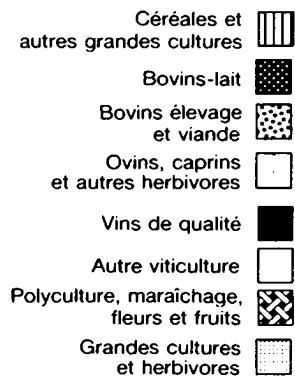 Céréales et
autres grandes cultures
Bovins-lait
Bovins élevage
et viande
Ovins, caprins
et autres herbivores
Vins de qualité
Autre viticulture
Polyculture, maraîchage,
fleurs et fruits
Grandes cultures
et herbivores